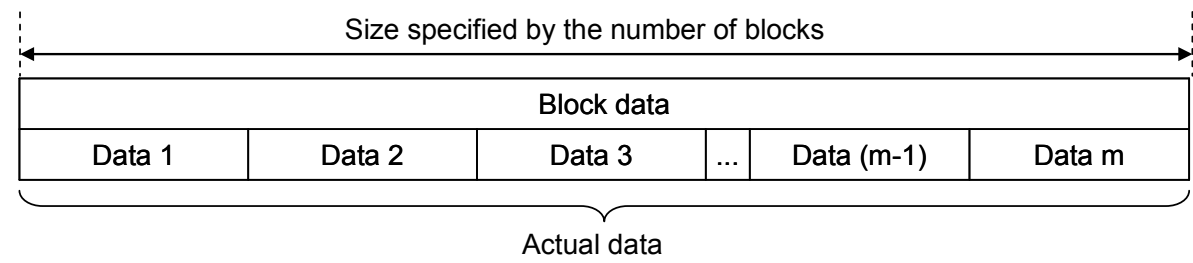 Size specified by the number of blocks
Block data
Data 1 Data 2 Data 3 ... Data (m-1) Data m
Actual data